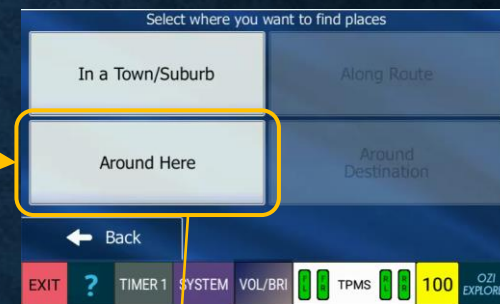 Select where you want to find places
In a Town/Suburb
Along Route
Around Here
Around
Destination
Back
EXIT ? TIMER 1 SYSTEM VOL/BRI TPMS 100 OZI
EXPLORE